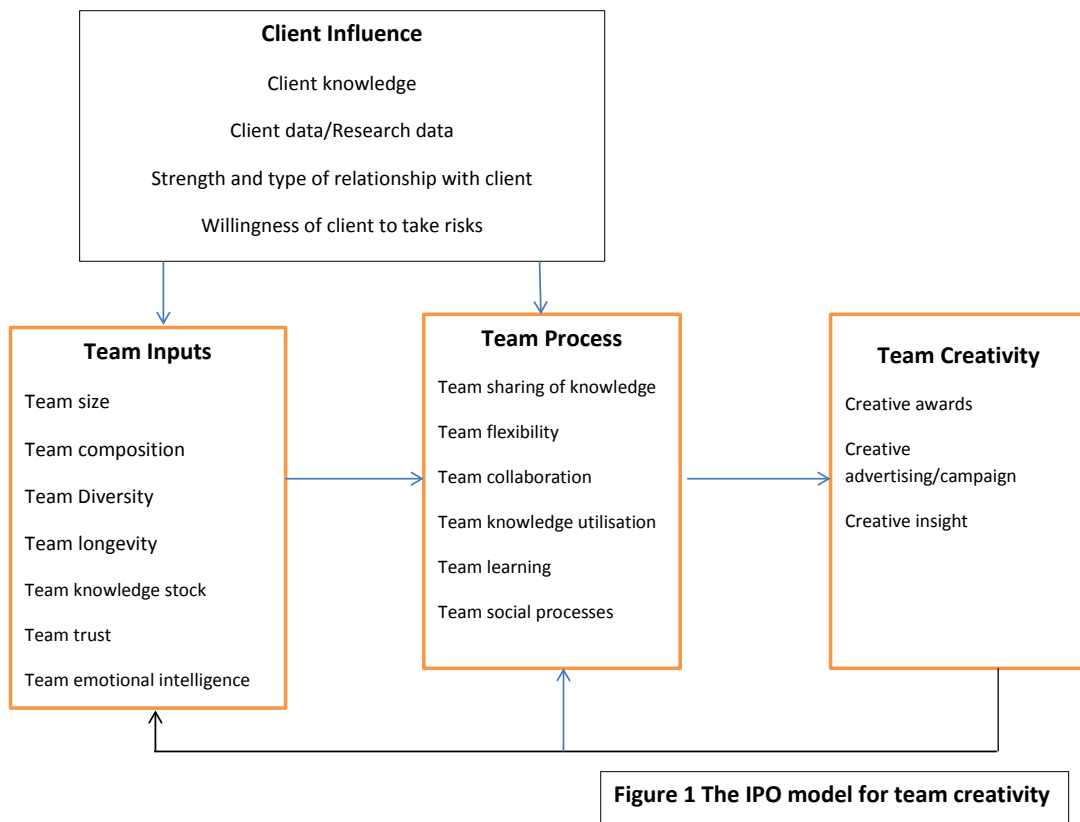 Client Influence
Client knowledge
Client data/Research data
Strength and type of relationship with client
Willingness of client to take risks
Team Inputs
Team size
Team composition
Team Diversity
Team longevity
Team knowledge stock
Team trust
Team emotional intelligence
Team Process
Team sharing of knowledge
Team flexibility
Team collaboration
Team knowledge utilisation
Team learning
Team social processes
Team Creativity
Creative awards
Creative
advertising/campaign
Creative insight
Figure 1 The IPO model for team creativity